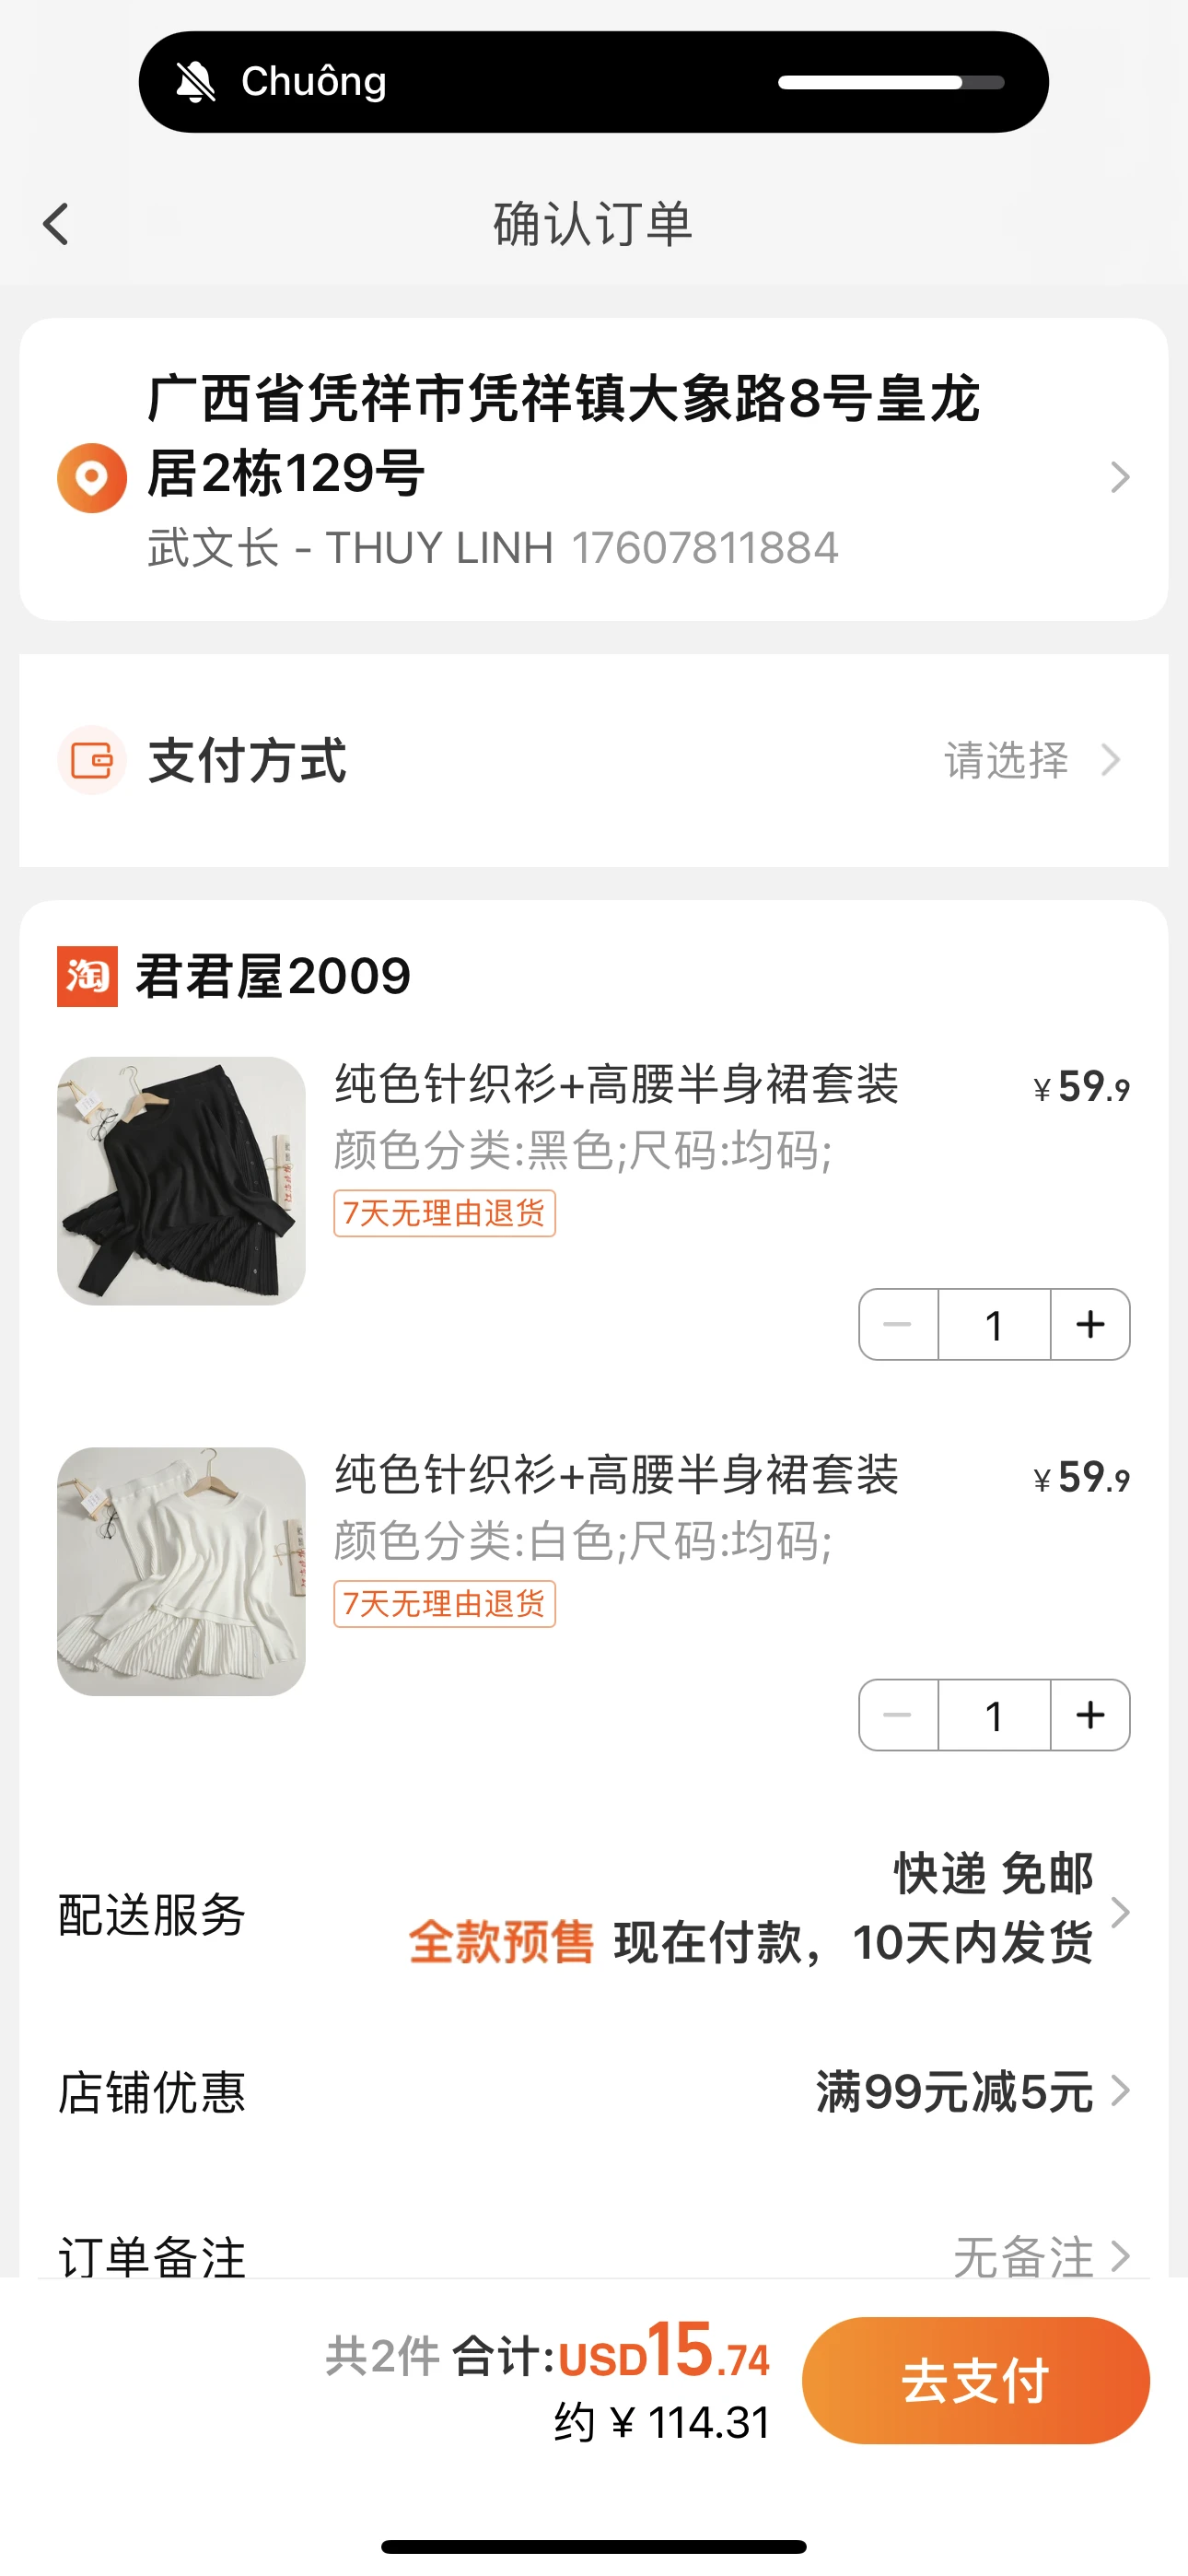 Chuông
确认订单
广西省凭祥市凭祥镇大象路8号皇龙
居2栋129号
武文长 - THUY LINH 17607811884
支付方式 请选择
淘 君君屋2009
纯色针织衫+高腰半身裙套装 ¥59.9
颜色分类:黑色;尺码:均码;
7天无理由退货
1
纯色针织衫+高腰半身裙套装 ¥59.9
颜色分类:白色;尺码:均码;
7天无理由退货
1
快递 免邮
配送服务
全款预售 现在付款，10天内发货
店铺优惠 满99元减5元
订单备注 无备注
共2件 合计:USD15.74
去支付
约 ¥ 114.31